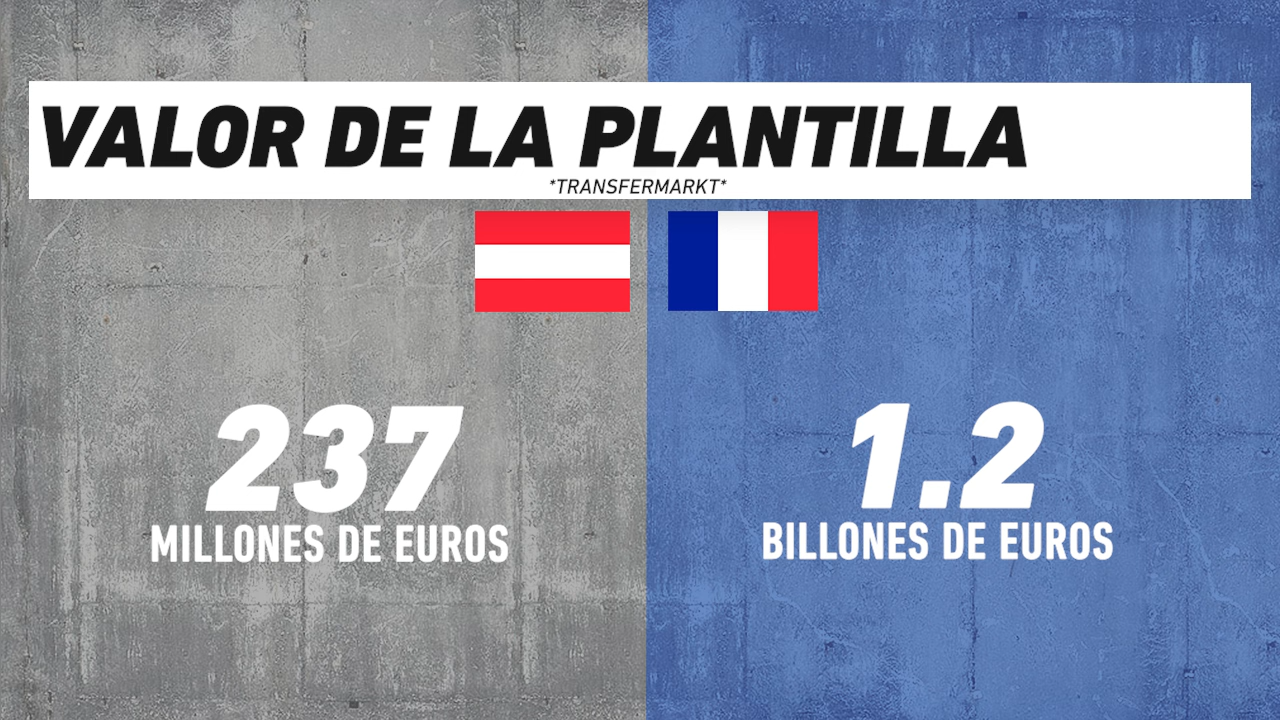 VALOR DE LA PLANTILLA
*TRANSFERMARKT*
237
MILLONES DE EUROS
1.2
BILLONES DE EUROS